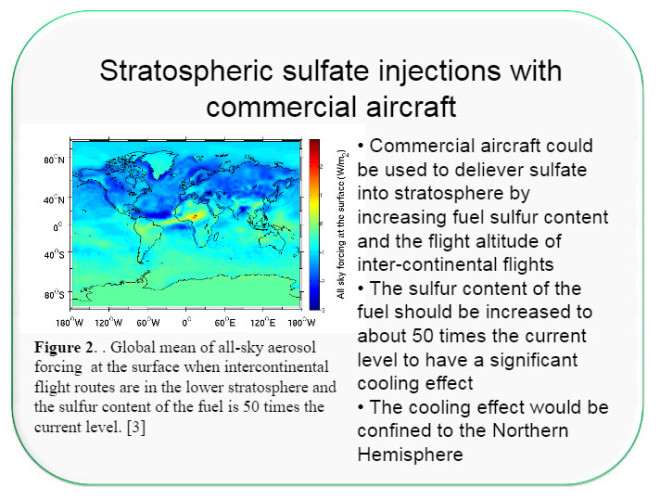 Stratospheric sulfate injections with
commercial aircraft
80°N
40°N
0°
40°S
80°S
180°W 120°W 60°W 0° 60°E 120°E 180°W
All sky forcing at the surface (W/m2)
Figure 2. . Global mean of all-sky aerosol
forcing at the surface when intercontinental
flight routes are in the lower stratosphere and
the sulfur content of the fuel is 50 times the
current level. [3]
• Commercial aircraft could
be used to deliever sulfate
into stratosphere by
increasing fuel sulfur content
and the flight altitude of
inter-continental flights
• The sulfur content of the
fuel should be increased to
about 50 times the current
level to have a significant
cooling effect
• The cooling effect would be
confined to the Northern
Hemisphere